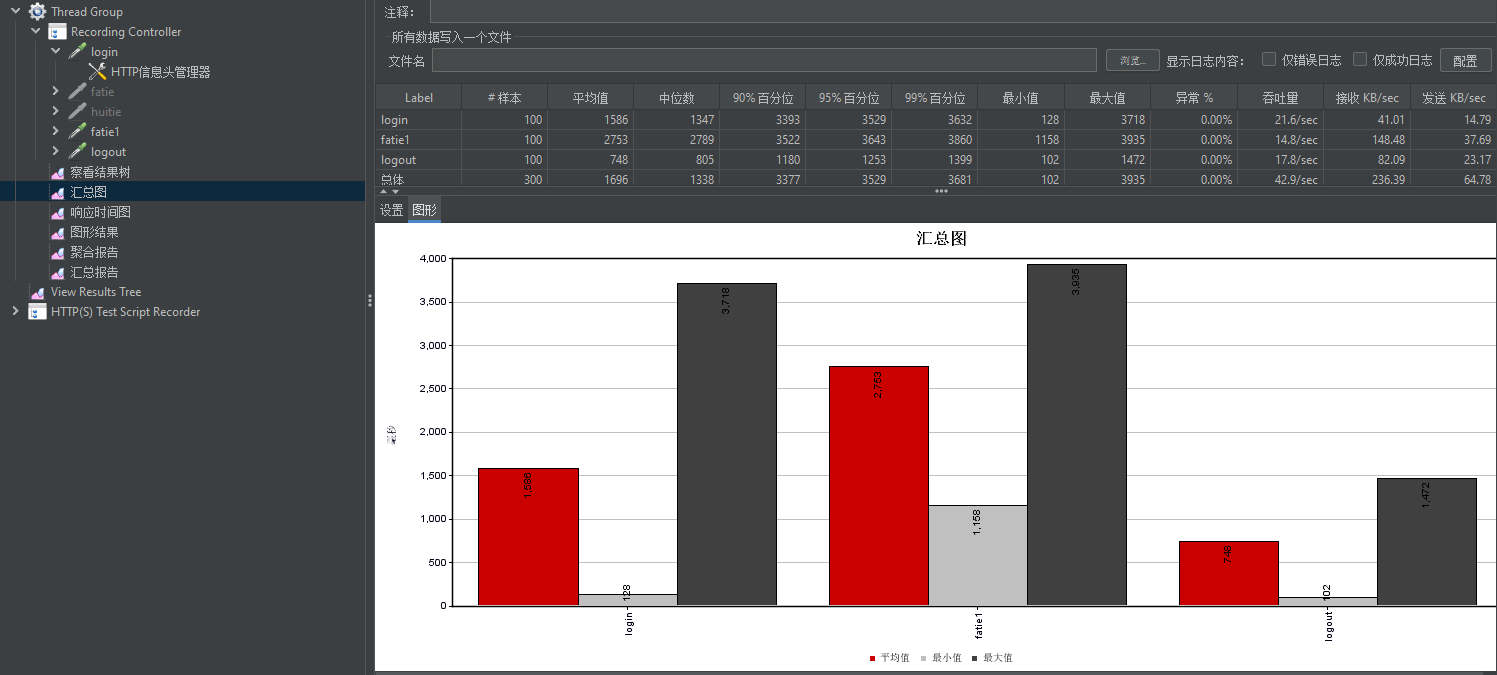 Thread Group
Recording Controller
login
HTTP信息头管理器
fatie
huitie
fatie1
logout
察看结果树
汇总图
响应时间图
图形结果
聚合报告
汇总报告
View Results Tree
HTTP(S) Test Script Recorder
注释：
所有数据写入一个文件
文件名 浏览... 显示日志内容： 仅错误日志 仅成功日志 配置
Label # 样本 平均值 中位数 90% 百分位 95% 百分位 99% 百分位 最小值 最大值 异常 % 吞吐量 接收 KB/sec 发送 KB/sec
login 100 1586 1347 3393 3529 3632 128 3718 0.00% 21.6/sec 41.01 14.79
fatie1 100 2753 2789 3522 3643 3860 1158 3935 0.00% 14.8/sec 148.48 37.69
logout 100 748 805 1180 1253 1399 102 1472 0.00% 17.8/sec 82.09 23.17
总体 300 1696 1338 3377 3529 3681 102 3935 0.00% 42.9/sec 236.39 64.78
设置 图形
汇总图
毫秒
4,000
3,500
3,000
2,500
2,000
1,500
1,000
500
0
1,586
128
3,718
2,753
1,158
3,935
748
102
1,472
login
fatie1
logout
平均值 最小值 最大值